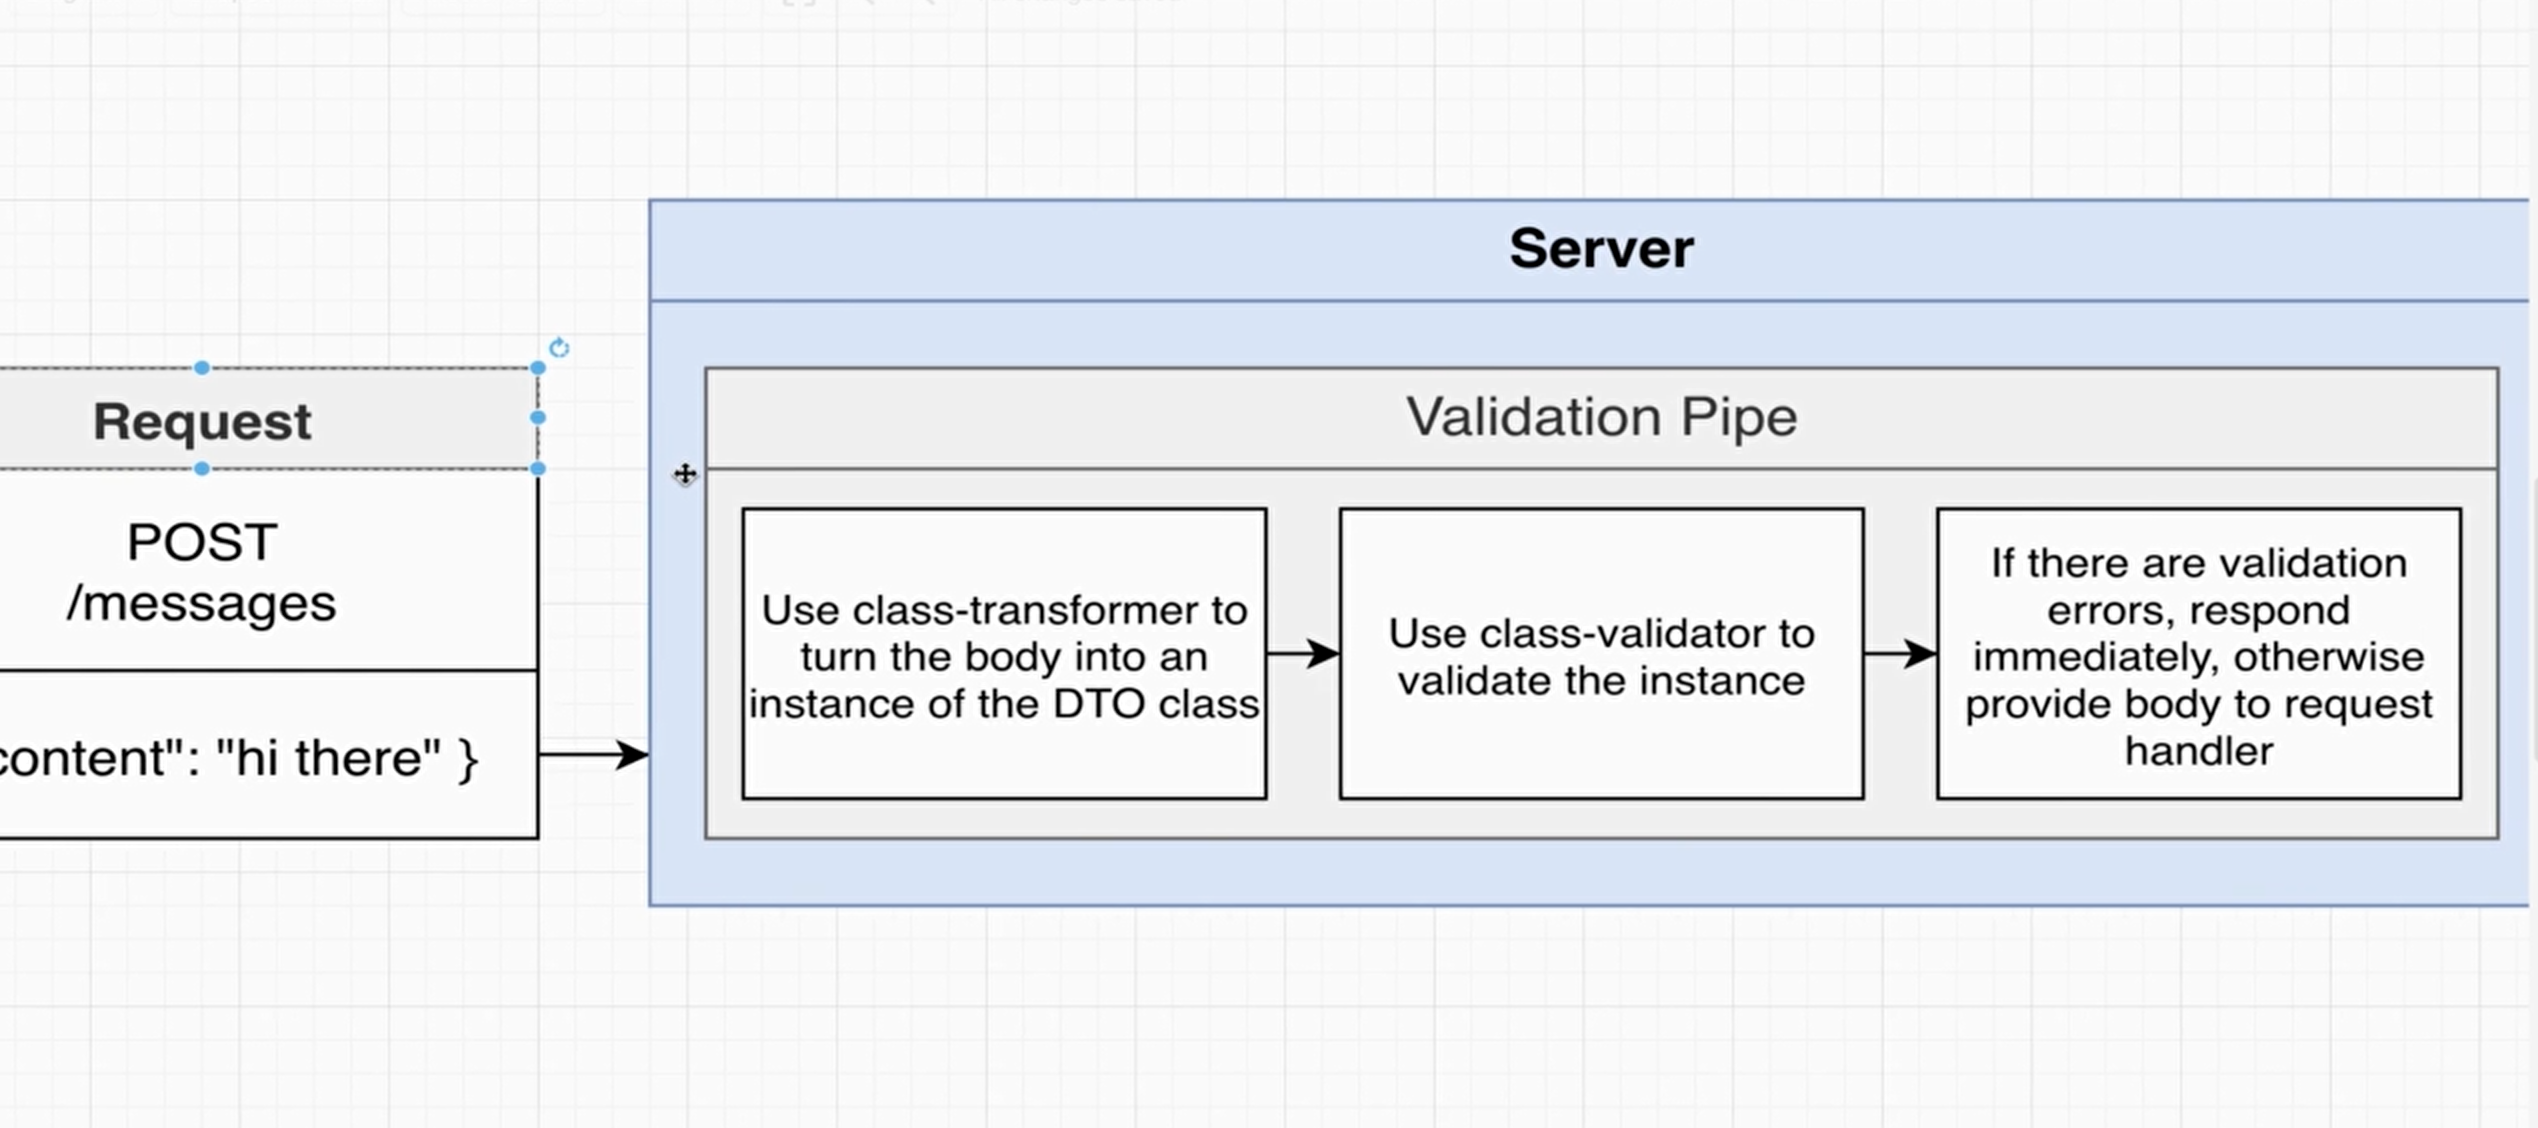 Server
Request
Validation Pipe
POST
/messages
content": "hi there" }
Use class-transformer to
turn the body into an
instance of the DTO class
Use class-validator to
validate the instance
If there are validation
errors, respond
immediately, otherwise
provide body to request
handler